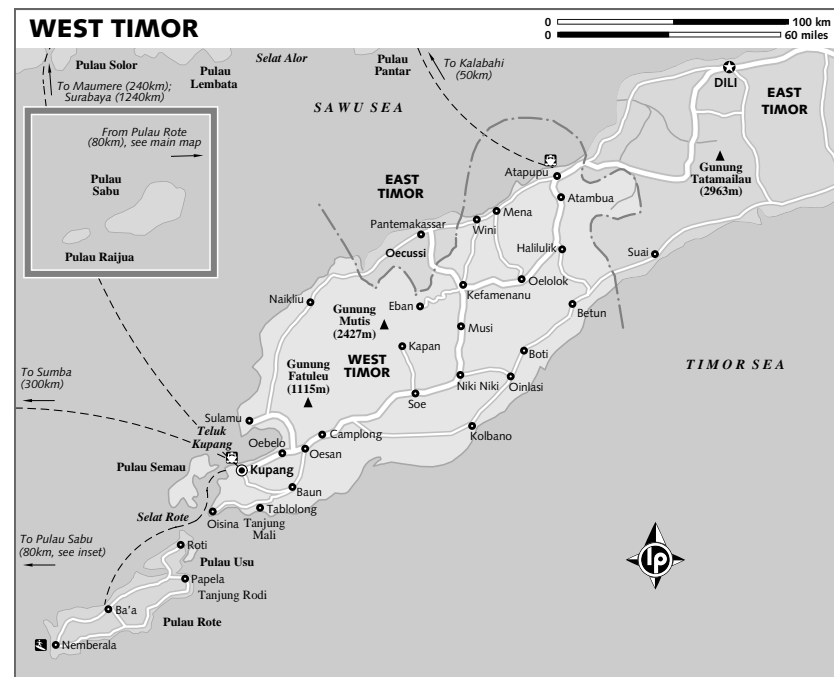 WEST TIMOR
0 100 km
0 60 miles
Pulau Solor
Selat Alor
Pulau
Lembata
Pulau
Pantar
To Kalabahi
(50km)
To Maumere (240km);
Surabaya (1240km)
SAWU SEA
DILI
EAST
TIMOR
Gunung
Tatamailau
(2963m)
From Pulau Rote
(80km), see main map
Pulau
Sabu
Pulau Raijua
Atapupu
Atambua
EAST
TIMOR
Mena
Wini
Pantemakassar
Oecussi
Halilulik
Suai
Oelolok
Kefamenanu
Betun
Naikliu
Eban
Gunung
Mutis
(2427m)
Musi
Kapan
WEST
TIMOR
Boti
TIMOR SEA
Gunung
Fatuleu
(1115m)
Niki Niki
Oinlasi
Soe
To Sumba
(300km)
Sulamu
Teluk
Kupang
Camplong
Kolbano
Oebelo
Oesan
Pulau Semau
Kupang
Baun
Selat Rote
Tablolong
Oisina
Tanjung
Mali
To Pulau Sabu
(80km, see inset)
Roti
Pulau Usu
Papela
Tanjung Rodi
Ba'a
Pulau Rote
Nemberala
lp